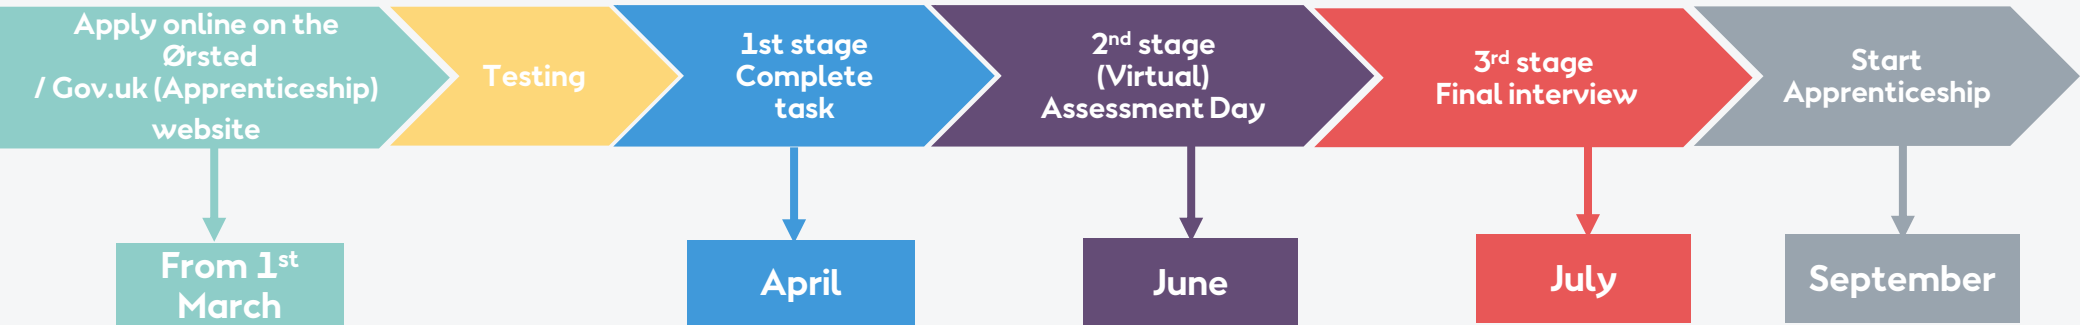 Apply online on the
Ørsted
/ Gov.uk (Apprenticeship)
website
Testing
1st stage
Complete
task
2nd stage
(Virtual)
Assessment Day
3rd stage
Final interview
Start
Apprenticeship
From 1st
March
April
June
July
September